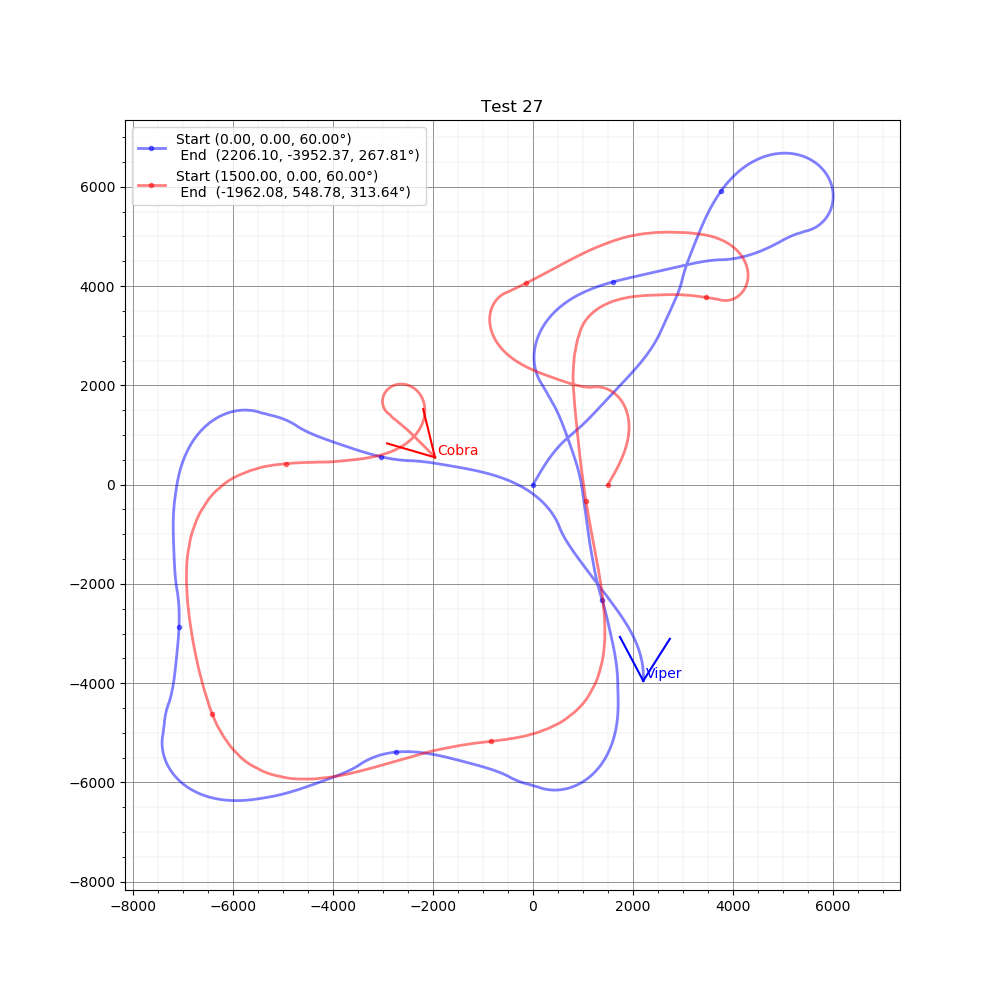 Test 27
Start (0.00, 0.00, 60.00°)
End  (2206.10, -3952.37, 267.81°)
Start (1500.00, 0.00, 60.00°)
End  (-1962.08, 548.78, 313.64°)
6000
4000
2000
0
−2000
−4000
−6000
−8000
Cobra
Viper
−8000 −6000 −4000 −2000 0 2000 4000 6000